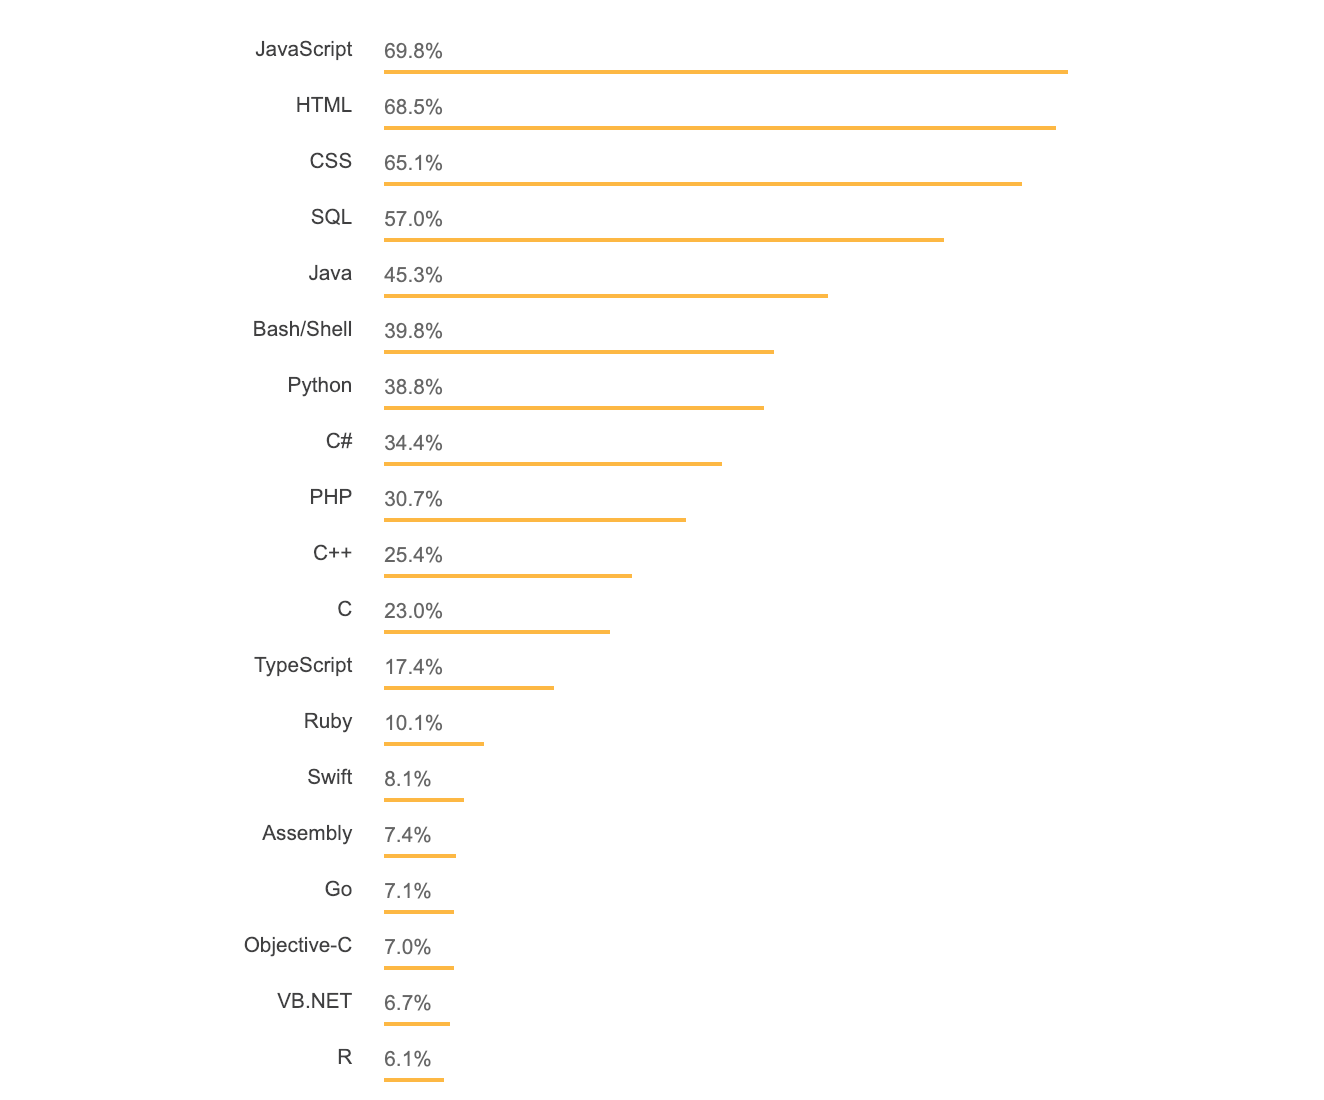 JavaScript 69.8%
HTML 68.5%
CSS 65.1%
SQL 57.0%
Java 45.3%
Bash/Shell 39.8%
Python 38.8%
C# 34.4%
PHP 30.7%
C++ 25.4%
C 23.0%
TypeScript 17.4%
Ruby 10.1%
Swift 8.1%
Assembly 7.4%
Go 7.1%
Objective-C 7.0%
VB.NET 6.7%
R 6.1%